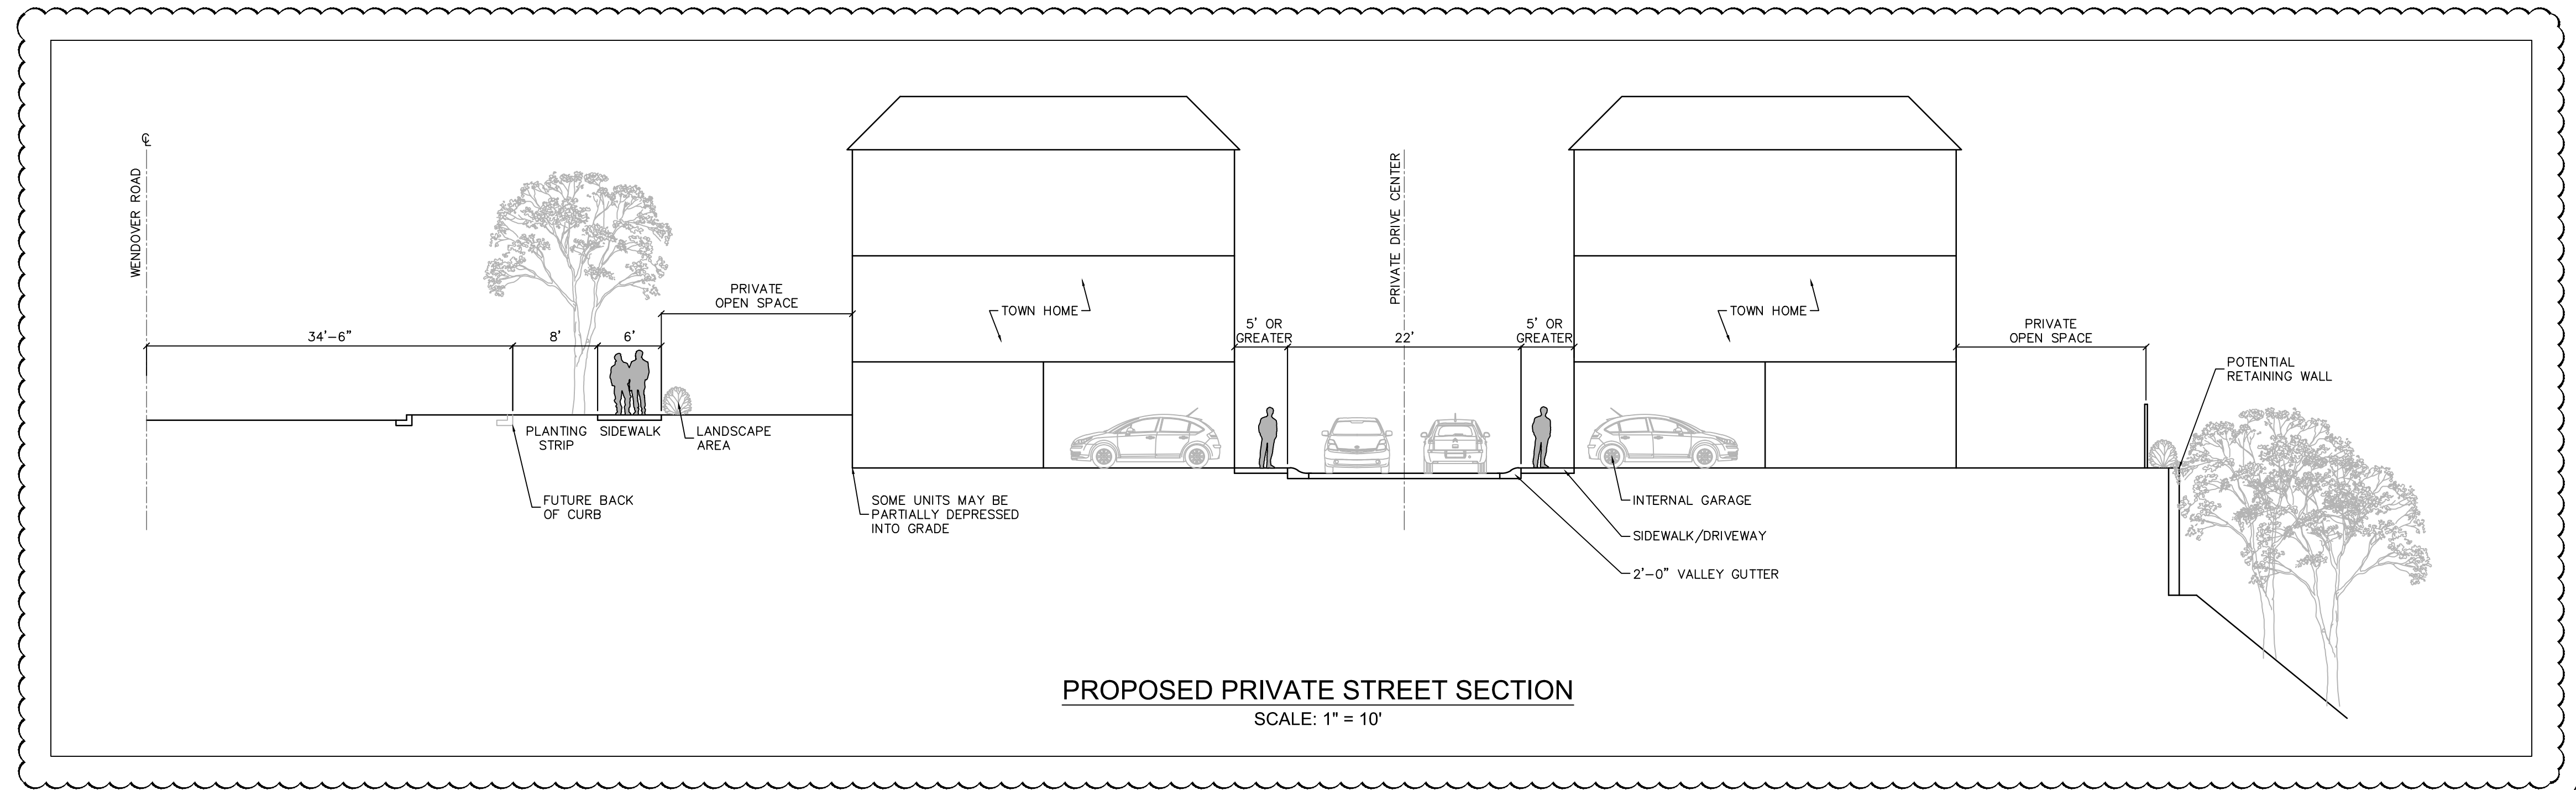 ℄
WENDOVER ROAD
34'-6"
8'
6'
PRIVATE
OPEN SPACE
PLANTING
STRIP
SIDEWALK
LANDSCAPE
AREA
FUTURE BACK
OF CURB
TOWN HOME
SOME UNITS MAY BE
PARTIALLY DEPRESSED
INTO GRADE
5' OR
GREATER
22'
PRIVATE DRIVE CENTER
5' OR
GREATER
TOWN HOME
INTERNAL GARAGE
SIDEWALK/DRIVEWAY
2'-0" VALLEY GUTTER
PRIVATE
OPEN SPACE
POTENTIAL
RETAINING WALL
PROPOSED PRIVATE STREET SECTION
SCALE: 1" = 10'